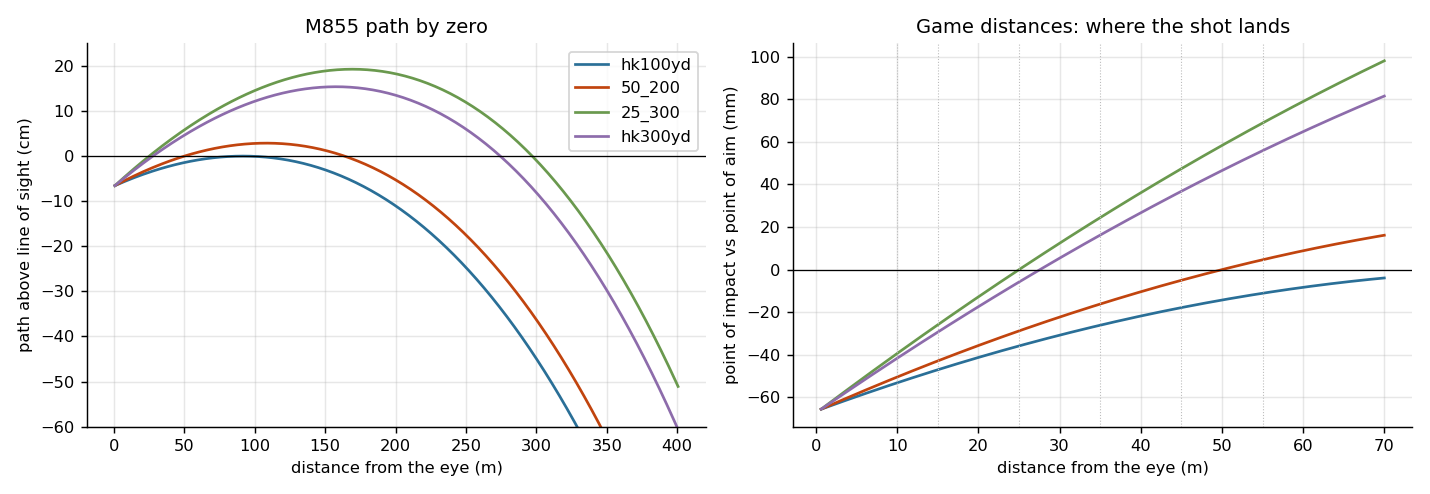 M855 path by zero
path above line of sight (cm)
20
10
0
−10
−20
−30
−40
−50
−60
hk100yd
50_200
25_300
hk300yd
0 50 100 150 200 250 300 350 400
distance from the eye (m)
Game distances: where the shot lands
point of impact vs point of aim (mm)
100
80
60
40
20
0
−20
−40
−60
0 10 20 30 40 50 60 70
distance from the eye (m)